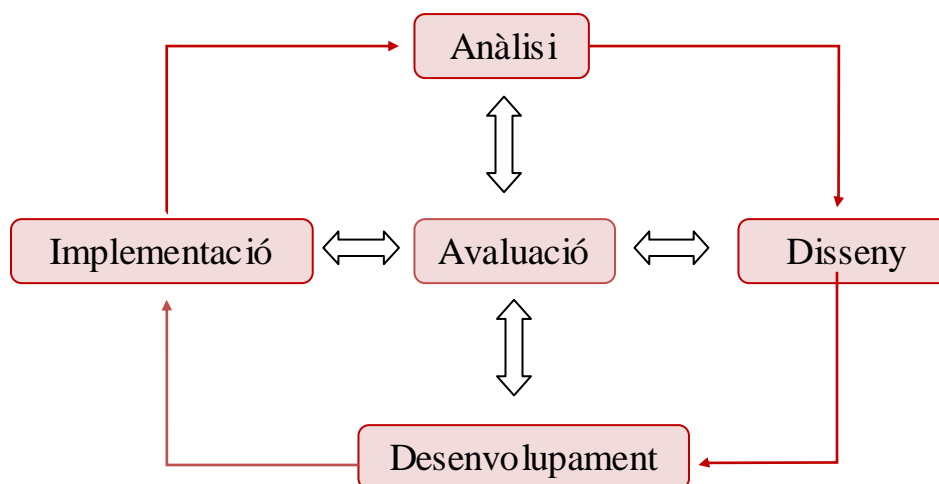 Anàlisi
Implementació
Avaluació
Disseny
Desenvolupament